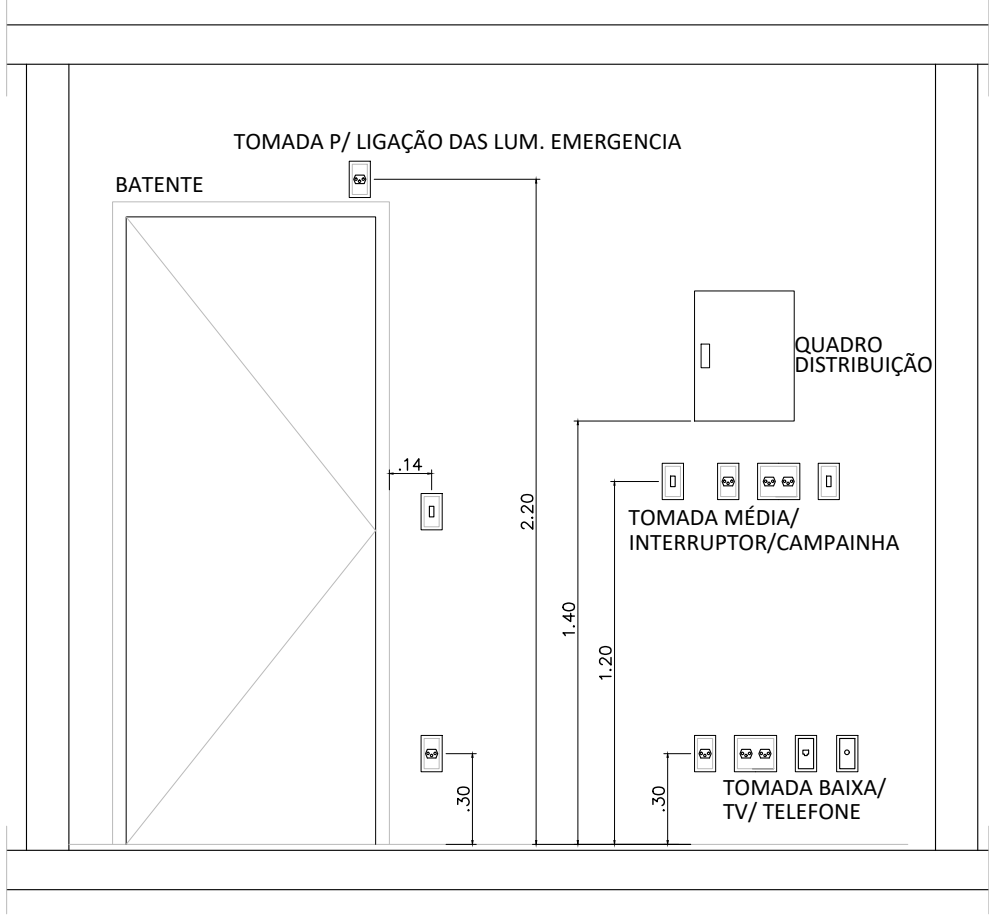 TOMADA P/ LIGAÇÃO DAS LUM. EMERGENCIA
BATENTE
QUADRO
DISTRIBUIÇÃO
.14
2.20
TOMADA MÉDIA/
INTERRUPTOR/CAMPAINHA
1.40
1.20
.30
.30
TOMADA BAIXA/
TV/ TELEFONE